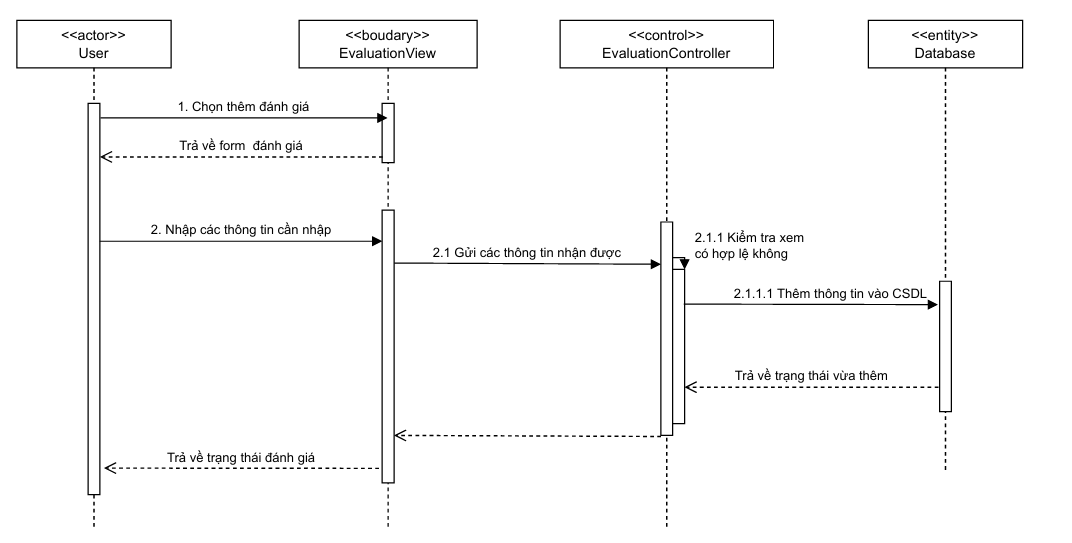 <<actor>>
User
<<boudary>>
EvaluationView
<<control>>
EvaluationController
<<entity>>
Database
1. Chọn thêm đánh giá
Trả về form  đánh giá
2. Nhập các thông tin cần nhập
2.1 Gửi các thông tin nhận được
2.1.1 Kiểm tra xem
có hợp lệ không
2.1.1.1 Thêm thông tin vào CSDL
Trả về trạng thái vừa thêm
Trả về trạng thái đánh giá